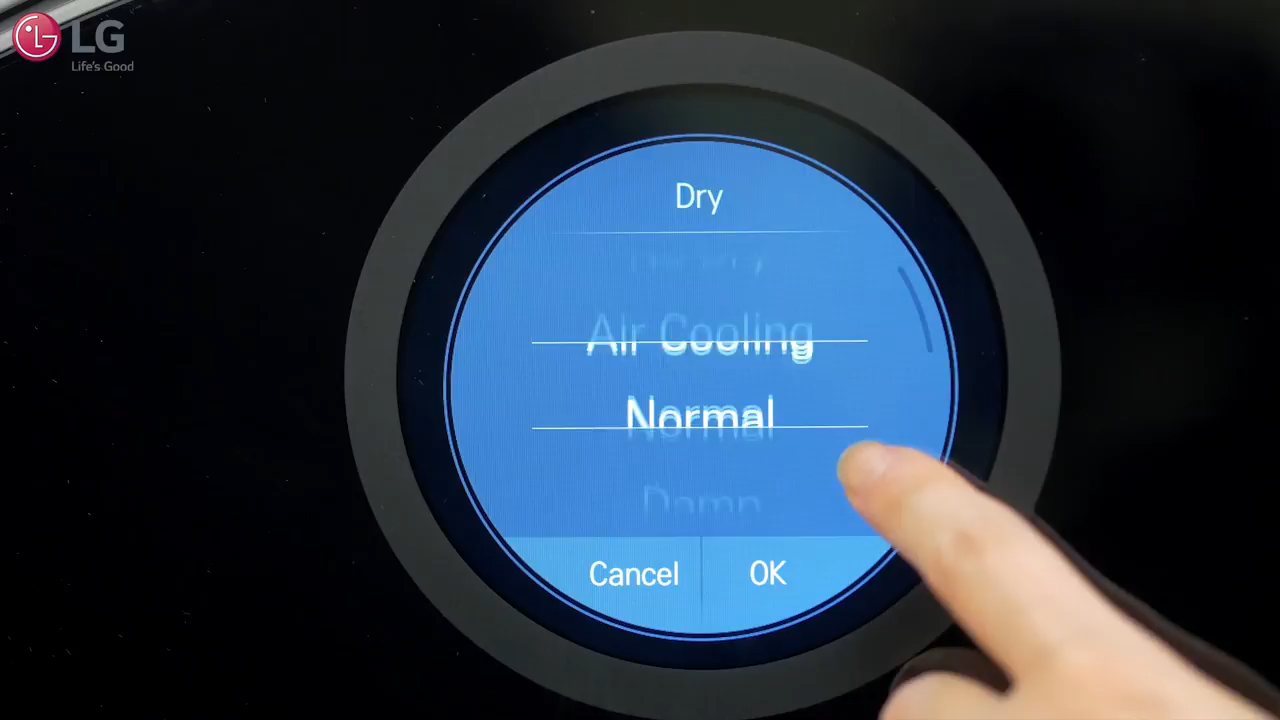 LG
Life's Good
Dry
Air Cooling
Normal
Damp
Cancel
OK